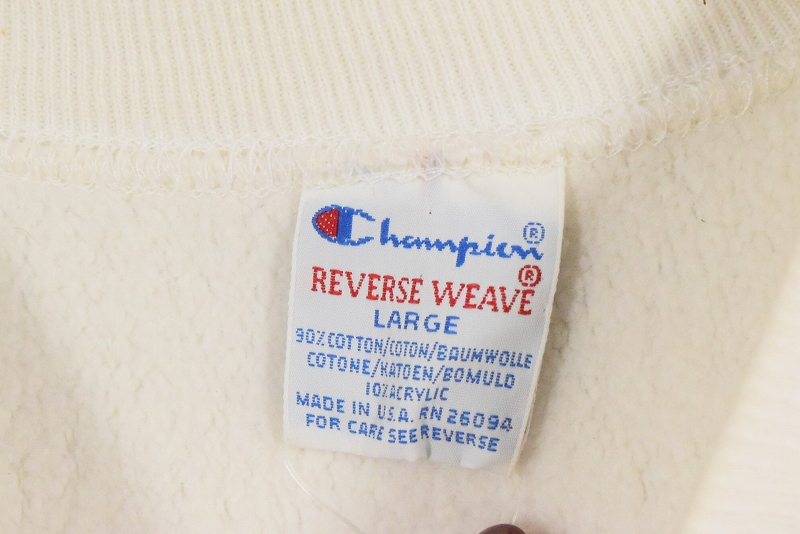 Champion®
REVERSE WEAVE®
LARGE
90% COTTON/COTON/BAUMWOLLE
COTONE/KATOEN/BOMULD
10% ACRYLIC
MADE IN U.S.A. RN 26094
FOR CARE SEE REVERSE